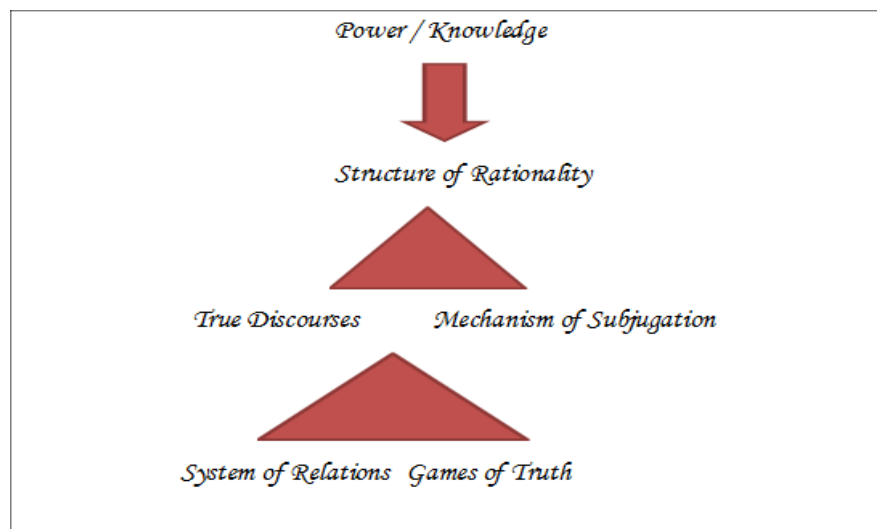 Power / Knowledge
Structure of Rationality
True Discourses Mechanism of Subjugation
System of Relations Games of Truth